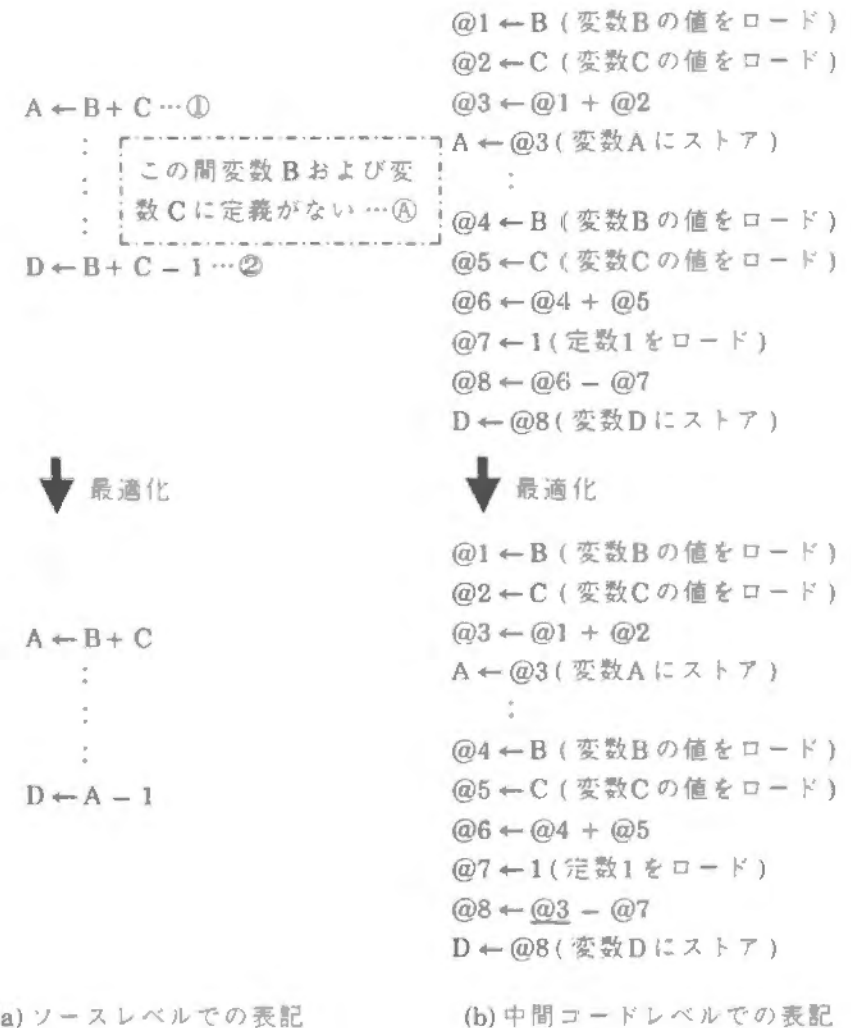 A ← B + C …①
この間変数 B および変
数 C に定義がない …Ⓐ
D ← B + C − 1 …②
最適化
A ← B + C
D ← A − 1
a) ソースレベルでの表記
@1 ← B ( 変数Bの値をロード )
@2 ← C ( 変数Cの値をロード )
@3 ← @1 + @2
A ← @3 ( 変数Aにストア )
@4 ← B ( 変数Bの値をロード )
@5 ← C ( 変数Cの値をロード )
@6 ← @4 + @5
@7 ← 1 ( 定数1をロード )
@8 ← @6 − @7
D ← @8 ( 変数Dにストア )
最適化
@1 ← B ( 変数Bの値をロード )
@2 ← C ( 変数Cの値をロード )
@3 ← @1 + @2
A ← @3 ( 変数Aにストア )
@4 ← B ( 変数Bの値をロード )
@5 ← C ( 変数Cの値をロード )
@6 ← @4 + @5
@7 ← 1 ( 定数1をロード )
@8 ← @3 − @7
D ← @8 ( 変数Dにストア )
(b) 中間コードレベルでの表記